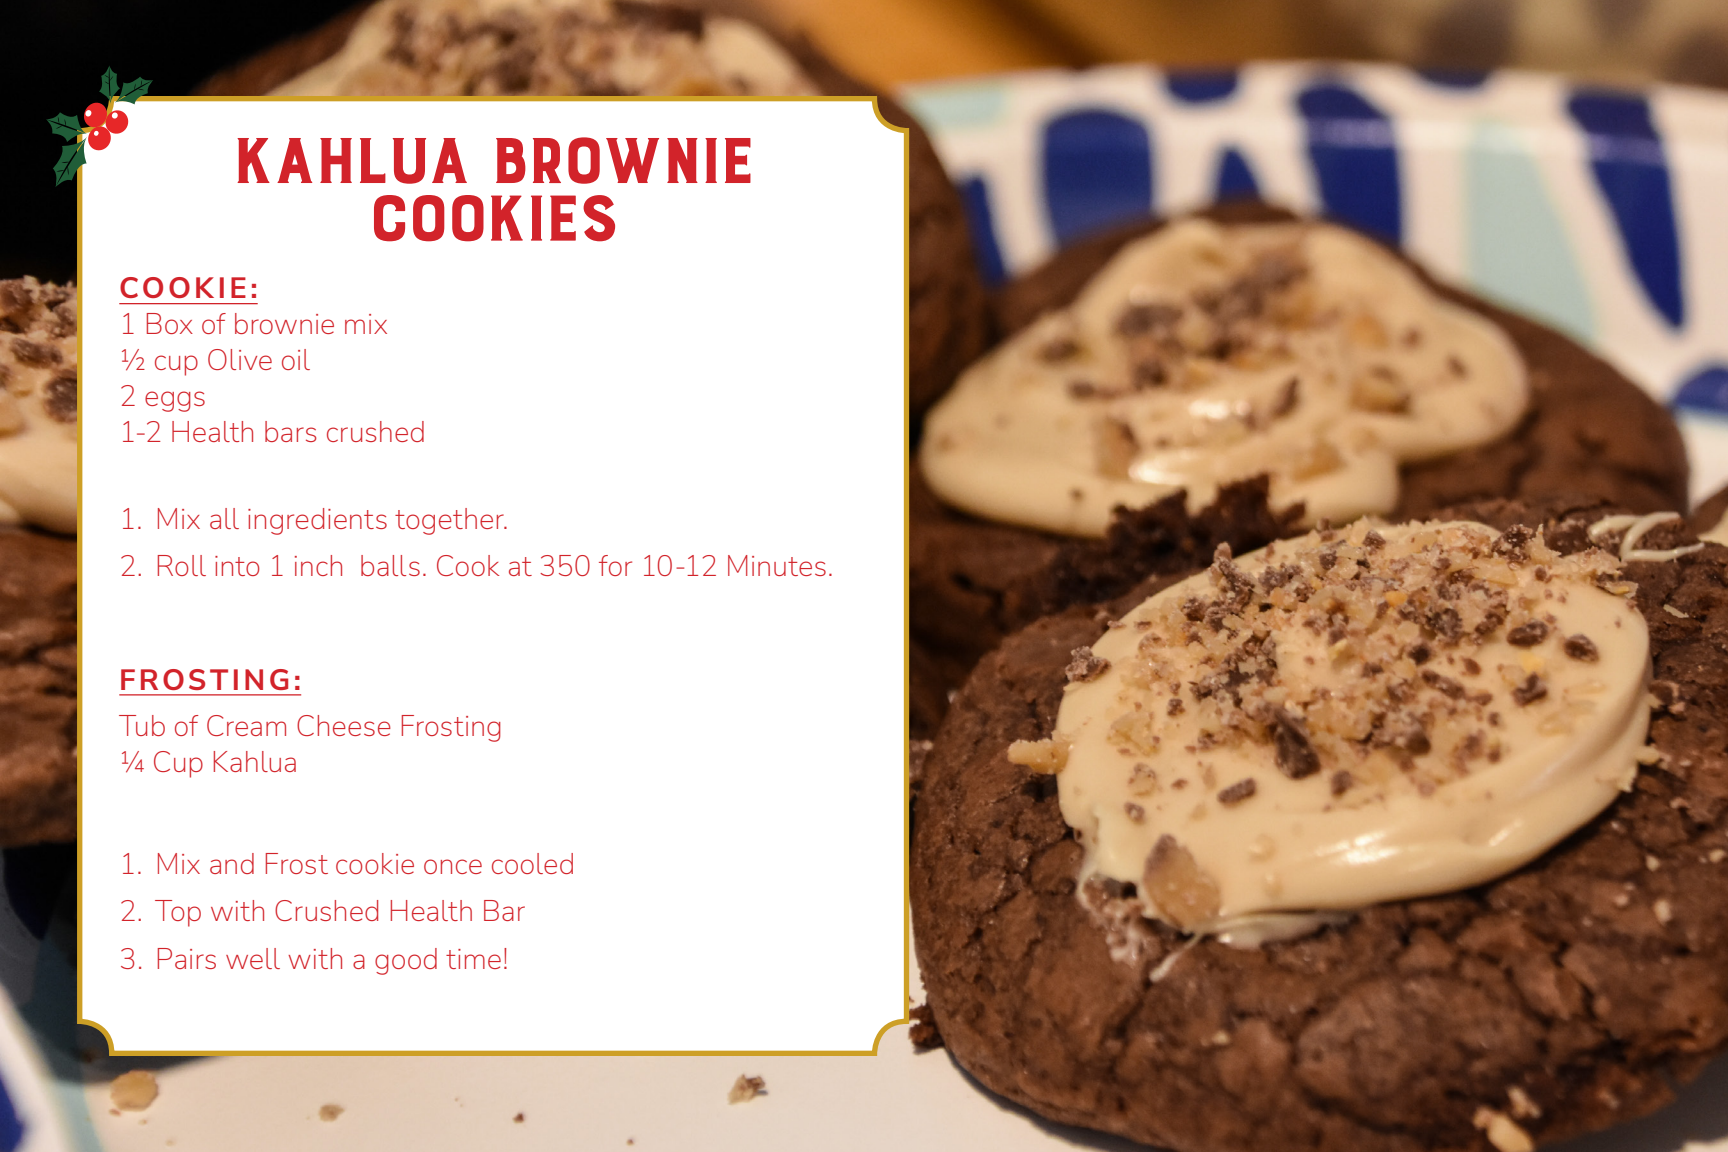 KAHLUA BROWNIE
COOKIES
COOKIE:
1 Box of brownie mix
½ cup Olive oil
2 eggs
1-2 Health bars crushed
1. Mix all ingredients together.
2. Roll into 1 inch  balls. Cook at 350 for 10-12 Minutes.
FROSTING:
Tub of Cream Cheese Frosting
¼ Cup Kahlua
1. Mix and Frost cookie once cooled
2. Top with Crushed Health Bar
3. Pairs well with a good time!